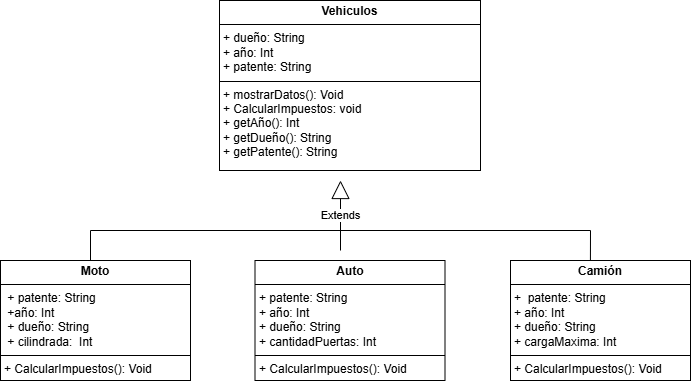 Vehiculos
+ dueño: String
+ año: Int
+ patente: String
+ mostrarDatos(): Void
+ CalcularImpuestos: void
+ getAño(): Int
+ getDueño(): String
+ getPatente(): String
Extends
Moto
+ patente: String
+año: Int
+ dueño: String
+ cilindrada: Int
+ CalcularImpuestos(): Void
Auto
+ patente: String
+ año: Int
+ dueño: String
+ cantidadPuertas: Int
+ CalcularImpuestos(): Void
Camión
+ patente: String
+ año: Int
+ dueño: String
+ cargaMaxima: Int
+ CalcularImpuestos(): Void